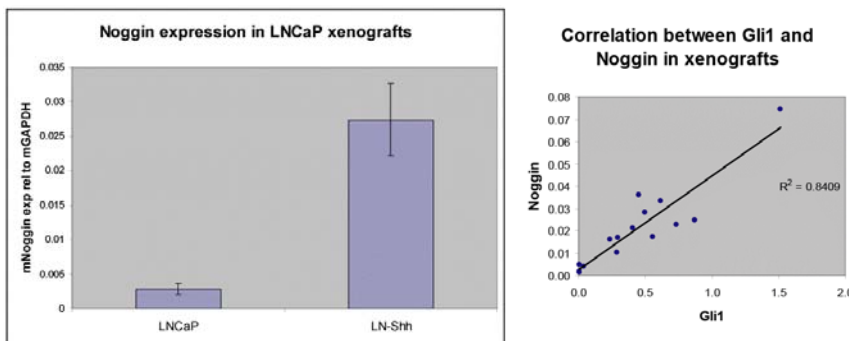 Noggin expression in LNCaP xenografts
mNoggin exp rel to mGAPDH
0.035
0.03
0.025
0.02
0.015
0.01
0.005
0
LNCaP
LN-Shh
Correlation between Gli1 and
Noggin in xenografts
Noggin
0.08
0.07
0.06
0.05
0.04
0.03
0.02
0.01
0.00
R² = 0.8409
0.0
0.5
1.0
1.5
2.0
Gli1